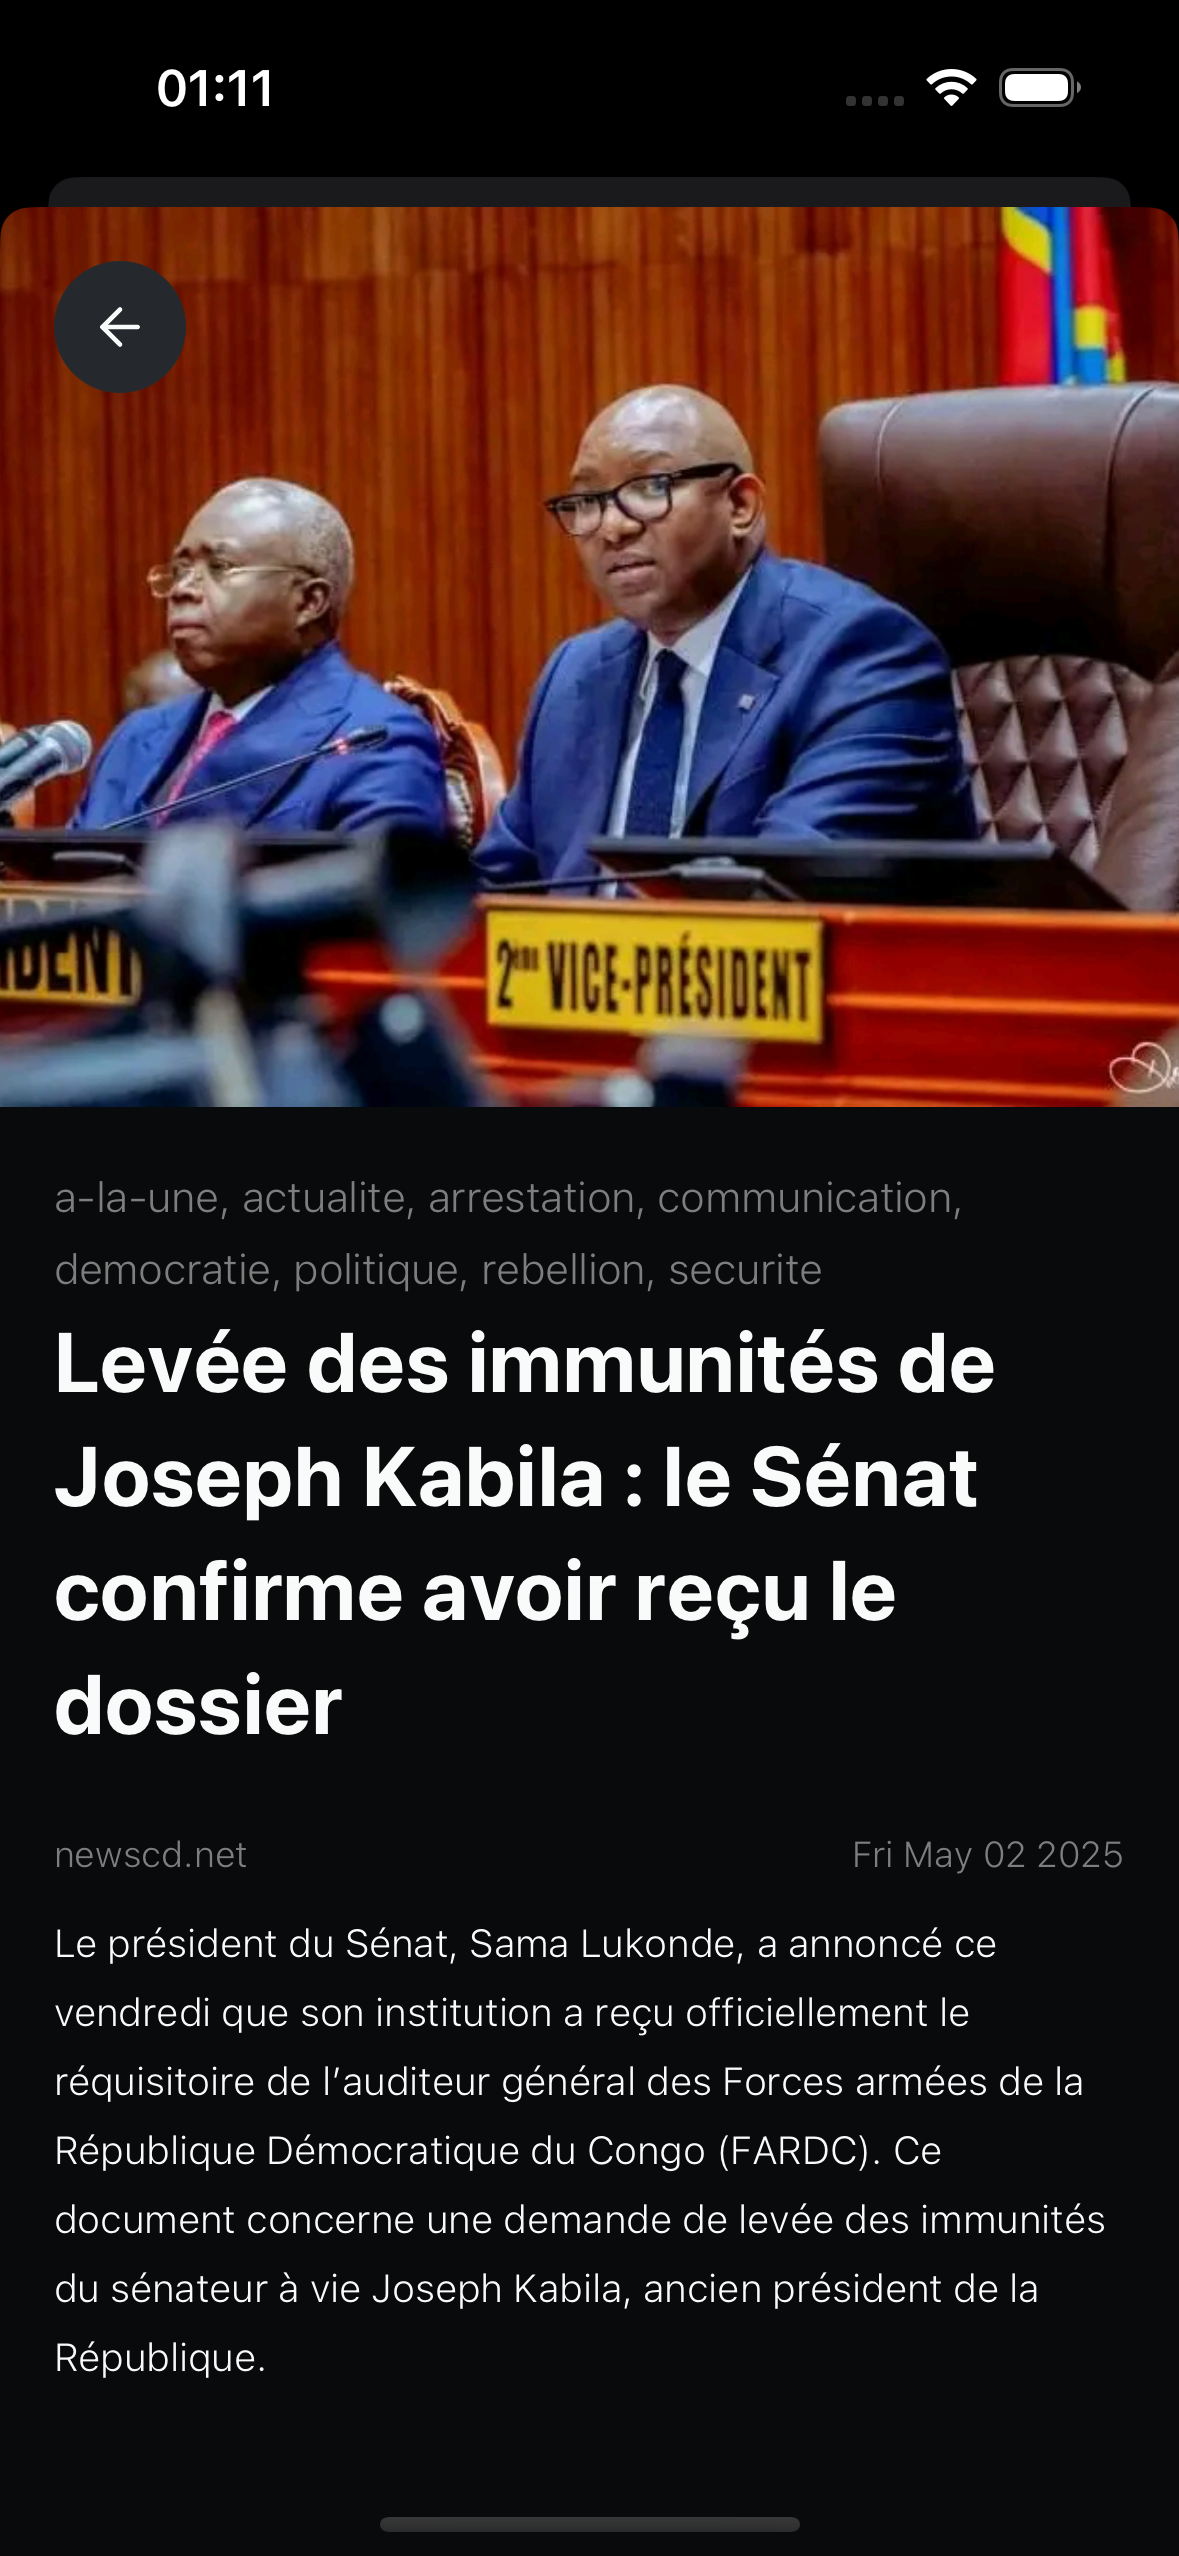 01:11
IDENT
2ème VICE-PRÉSIDENT
a-la-une, actualite, arrestation, communication,
democratie, politique, rebellion, securite
Levée des immunités de
Joseph Kabila : le Sénat
confirme avoir reçu le
dossier
newscd.net
Fri May 02 2025
Le président du Sénat, Sama Lukonde, a annoncé ce
vendredi que son institution a reçu officiellement le
réquisitoire de l’auditeur général des Forces armées de la
République Démocratique du Congo (FARDC). Ce
document concerne une demande de levée des immunités
du sénateur à vie Joseph Kabila, ancien président de la
République.